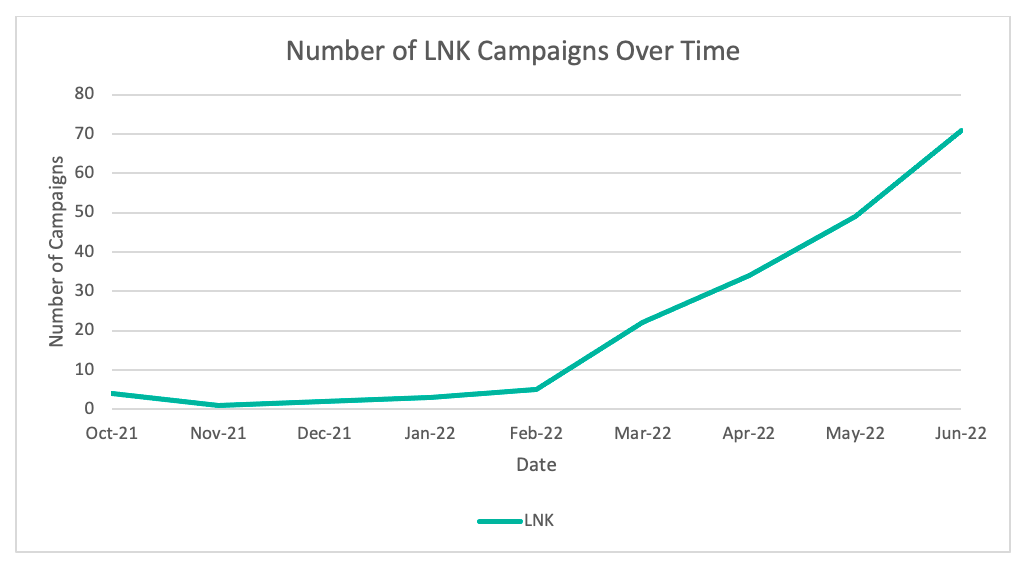 Number of LNK Campaigns Over Time
Number of Campaigns
80
70
60
50
40
30
20
10
0
Oct-21 Nov-21 Dec-21 Jan-22 Feb-22 Mar-22 Apr-22 May-22 Jun-22
Date
LNK